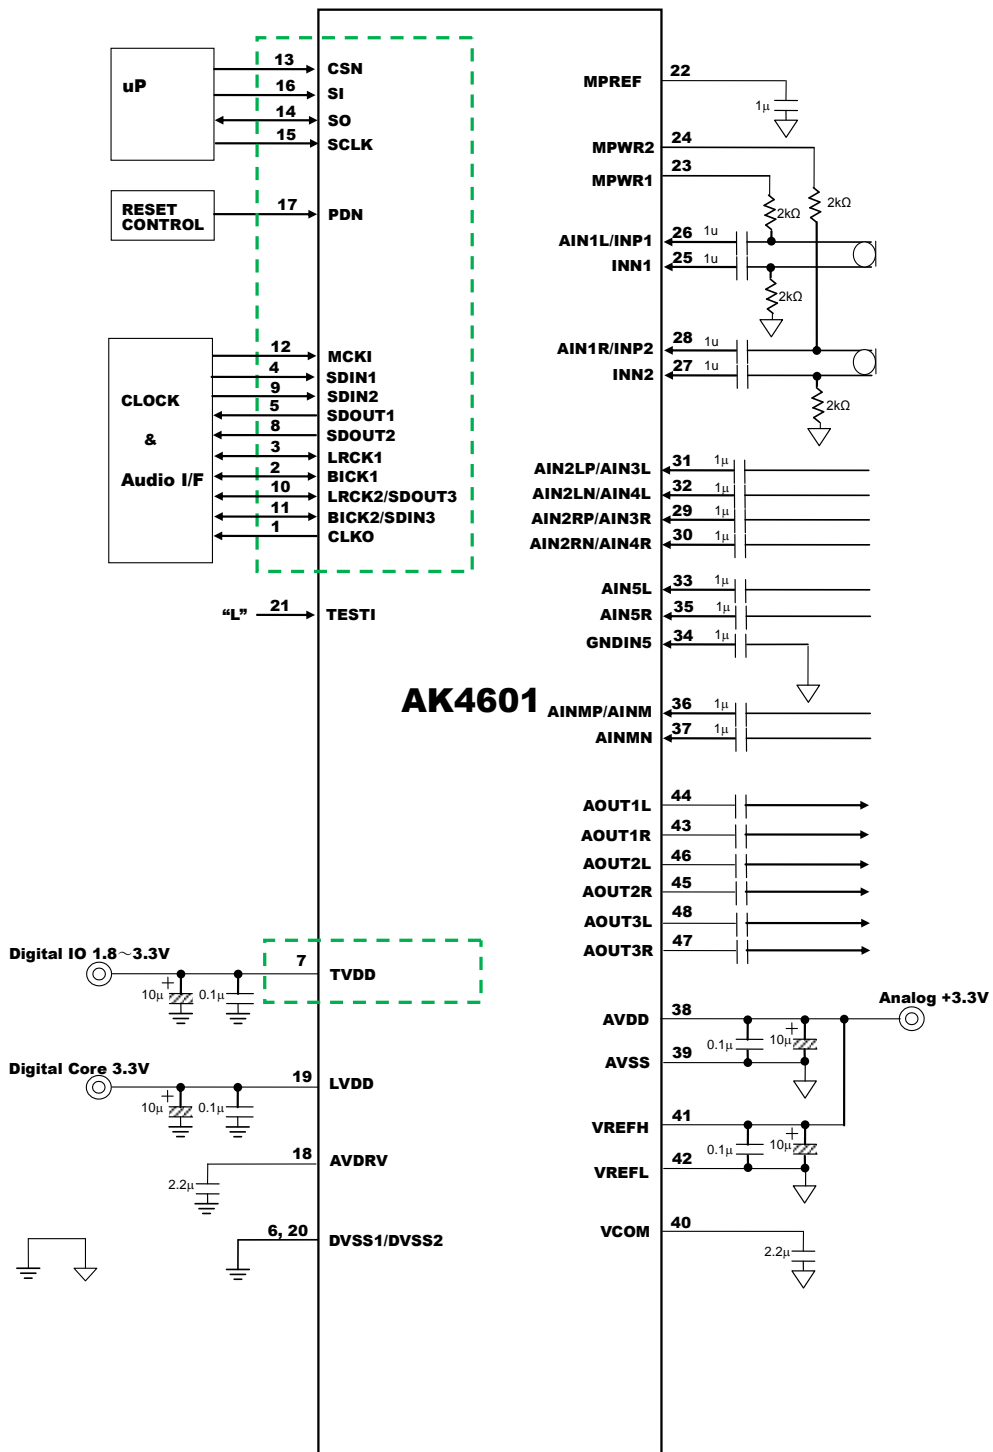 uP
13
CSN
16
SI
14
SO
15
SCLK
RESET
CONTROL
17
PDN
CLOCK
&
Audio I/F
12
MCKI
4
SDIN1
9
SDIN2
5
SDOUT1
8
SDOUT2
3
LRCK1
2
BICK1
10
LRCK2/SDOUT3
11
BICK2/SDIN3
1
CLKO
“L”
21
TESTI
AK4601
Digital IO 1.8～3.3V
7
TVDD
+
10μ
0.1μ
Digital Core 3.3V
19
LVDD
+
10μ
0.1μ
18
AVDRV
2.2μ
6, 20
DVSS1/DVSS2
MPREF
22
1μ
MPWR2
24
MPWR1
23
2kΩ
2kΩ
AIN1L/INP1
26
1u
INN1
25
1u
2kΩ
AIN1R/INP2
28
1u
INN2
27
1u
2kΩ
AIN2LP/AIN3L
31
1μ
AIN2LN/AIN4L
32
1μ
AIN2RP/AIN3R
29
1μ
AIN2RN/AIN4R
30
1μ
AIN5L
33
1μ
AIN5R
35
1μ
GNDIN5
34
1μ
AINMP/AINM
36
1μ
AINMN
37
1μ
AOUT1L
44
AOUT1R
43
AOUT2L
46
AOUT2R
45
AOUT3L
48
AOUT3R
47
Analog +3.3V
AVDD
38
0.1μ
10μ
+
AVSS
39
VREFH
41
0.1μ
10μ
+
VREFL
42
VCOM
40
2.2μ